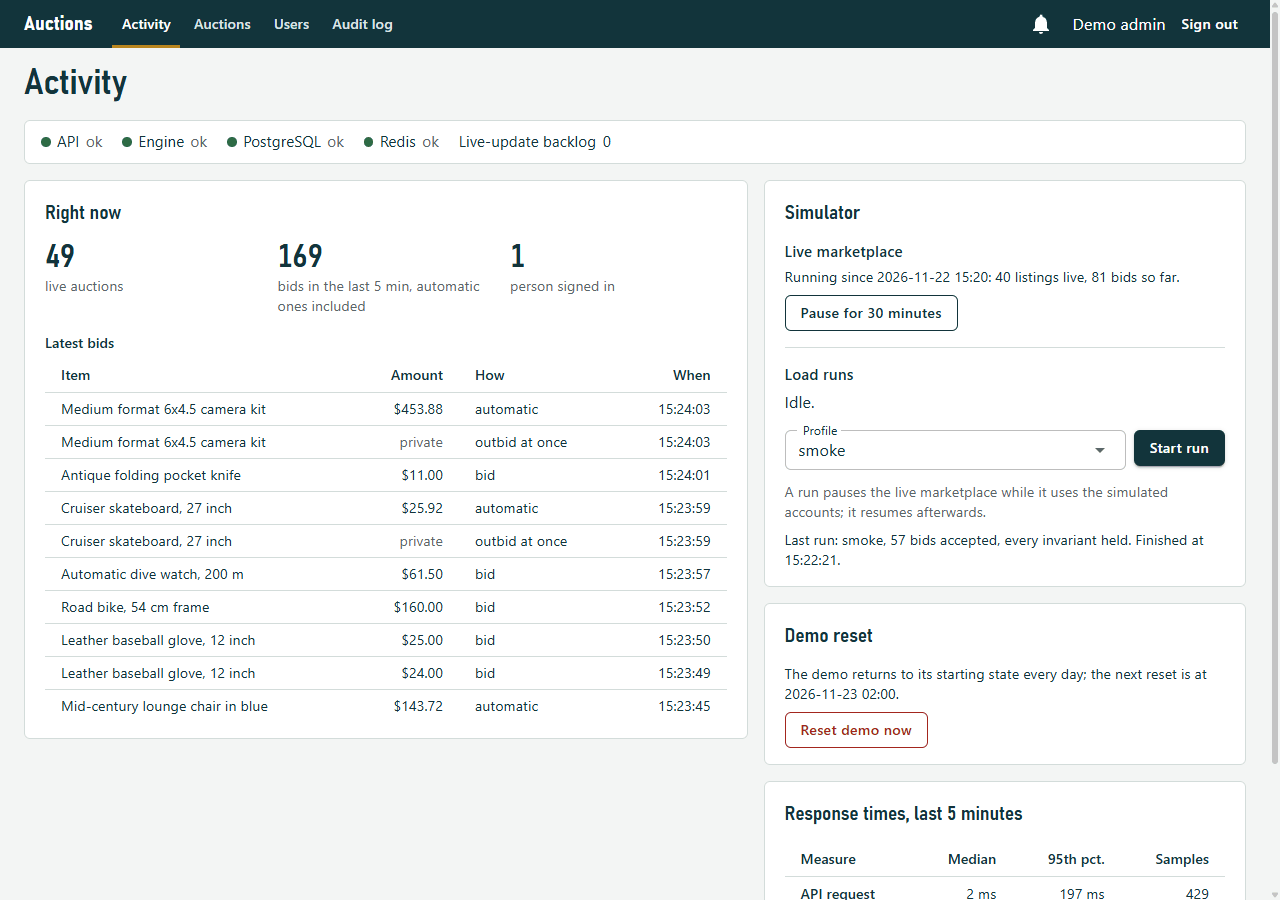 Auctions Activity Auctions Users Audit log Demo admin Sign out
Activity
API ok Engine ok PostgreSQL ok Redis ok Live-update backlog 0
Right now
49 169 1
live auctions bids in the last 5 min, automatic person signed in
ones included
Latest bids
Item Amount How When
Medium format 6x4.5 camera kit $453.88 automatic 15:24:03
Medium format 6x4.5 camera kit private outbid at once 15:24:03
Antique folding pocket knife $11.00 bid 15:24:01
Cruiser skateboard, 27 inch $25.92 automatic 15:23:59
Cruiser skateboard, 27 inch private outbid at once 15:23:59
Automatic dive watch, 200 m $61.50 bid 15:23:57
Road bike, 54 cm frame $160.00 bid 15:23:52
Leather baseball glove, 12 inch $25.00 bid 15:23:50
Leather baseball glove, 12 inch $24.00 bid 15:23:49
Mid-century lounge chair in blue $143.72 automatic 15:23:45
Simulator
Live marketplace
Running since 2026-11-22 15:20: 40 listings live, 81 bids so far.
Pause for 30 minutes
Load runs
Idle.
Profile
smoke Start run
A run pauses the live marketplace while it uses the simulated
accounts; it resumes afterwards.
Last run: smoke, 57 bids accepted, every invariant held. Finished at
15:22:21.
Demo reset
The demo returns to its starting state every day; the next reset is at
2026-11-23 02:00.
Reset demo now
Response times, last 5 minutes
Measure Median 95th pct. Samples
API request 2 ms 197 ms 429